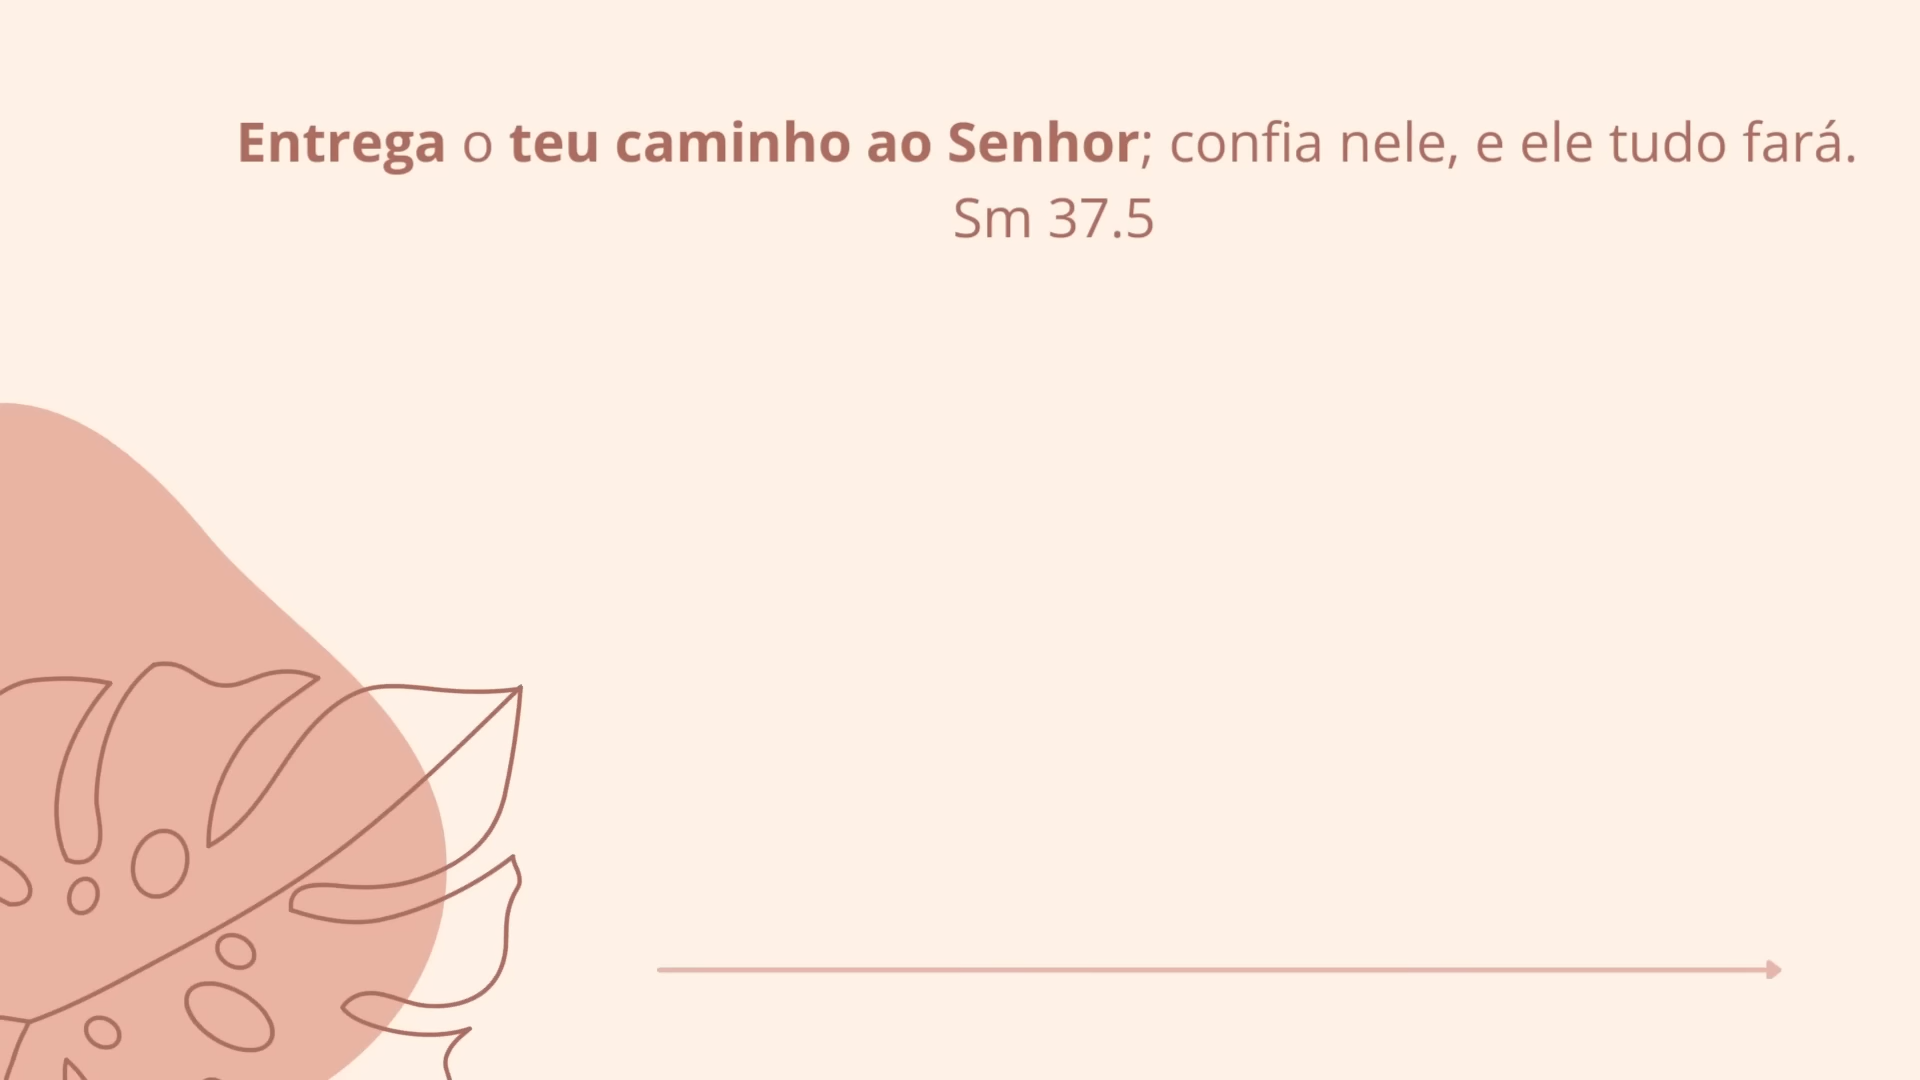 Entrega o teu caminho ao Senhor; confia nele, e ele tudo fará.
Sm 37.5